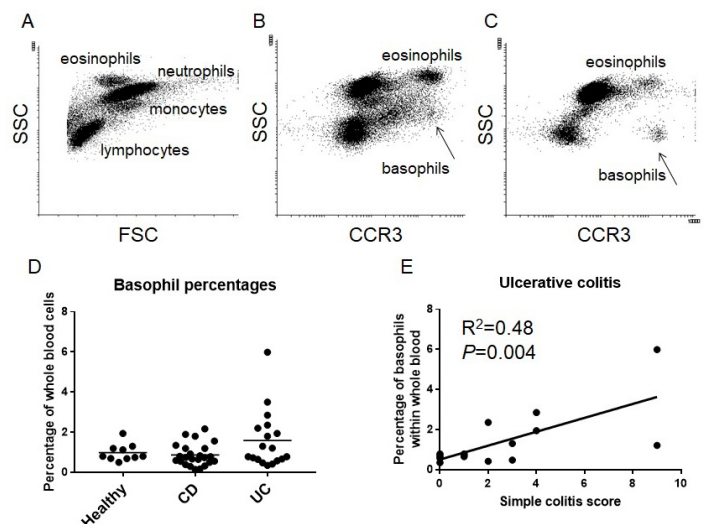 A
eosinophils
neutrophils
monocytes
lymphocytes
SSC
FSC
B
eosinophils
basophils
SSC
CCR3
C
eosinophils
basophils
SSC
CCR3
D
Basophil percentages
Percentage of whole blood cells
8
6
4
2
0
Healthy
CD
UC
E
Ulcerative colitis
R²=0.48
P=0.004
Percentage of basophils
within whole blood
8
6
4
2
0
0
2
4
6
8
10
Simple colitis score